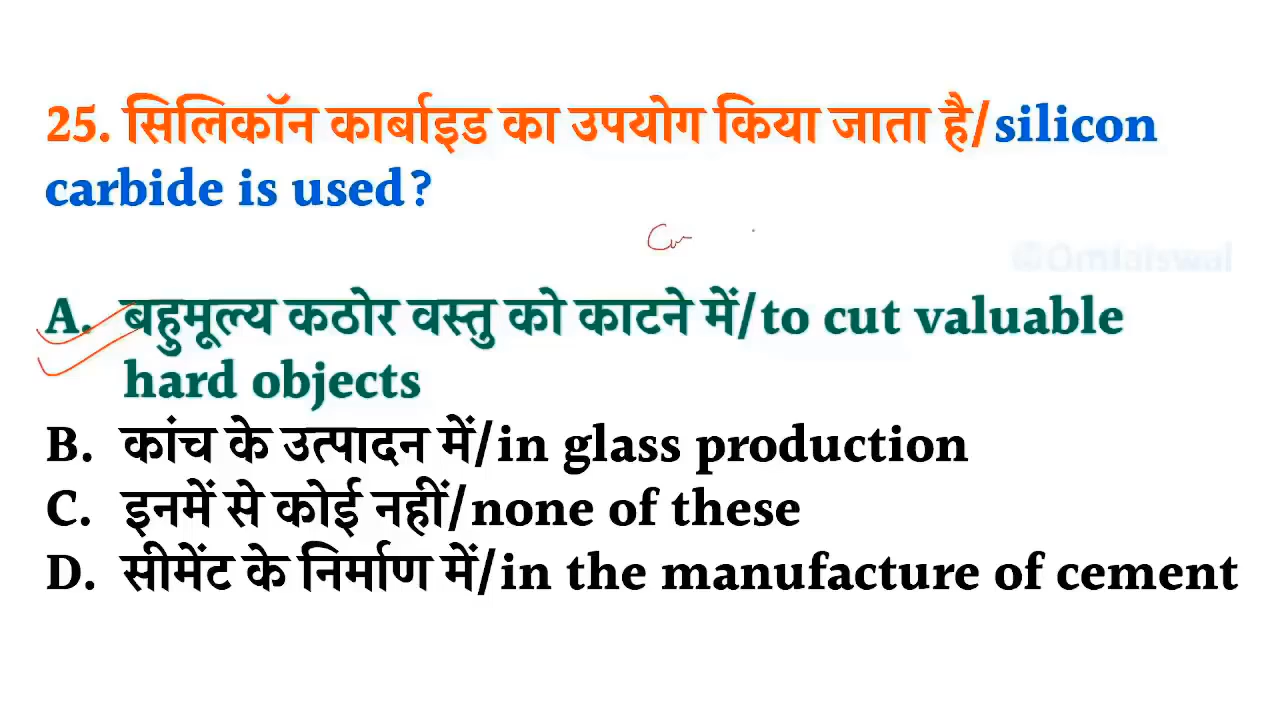 25. सिलिकॉन कार्बाइड का उपयोग किया जाता है/silicon
carbide is used?
A. बहुमूल्य कठोर वस्तु को काटने में/to cut valuable
hard objects
B. कांच के उत्पादन में/in glass production
C. इनमें से कोई नहीं/none of these
D. सीमेंट के निर्माण में/in the manufacture of cement